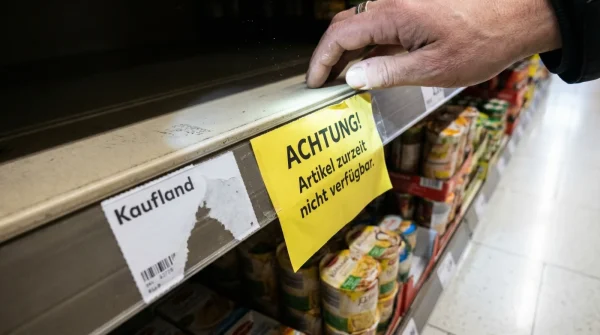 ACHTUNG!
Artikel zurzeit
nicht verfügbar.
Kaufland